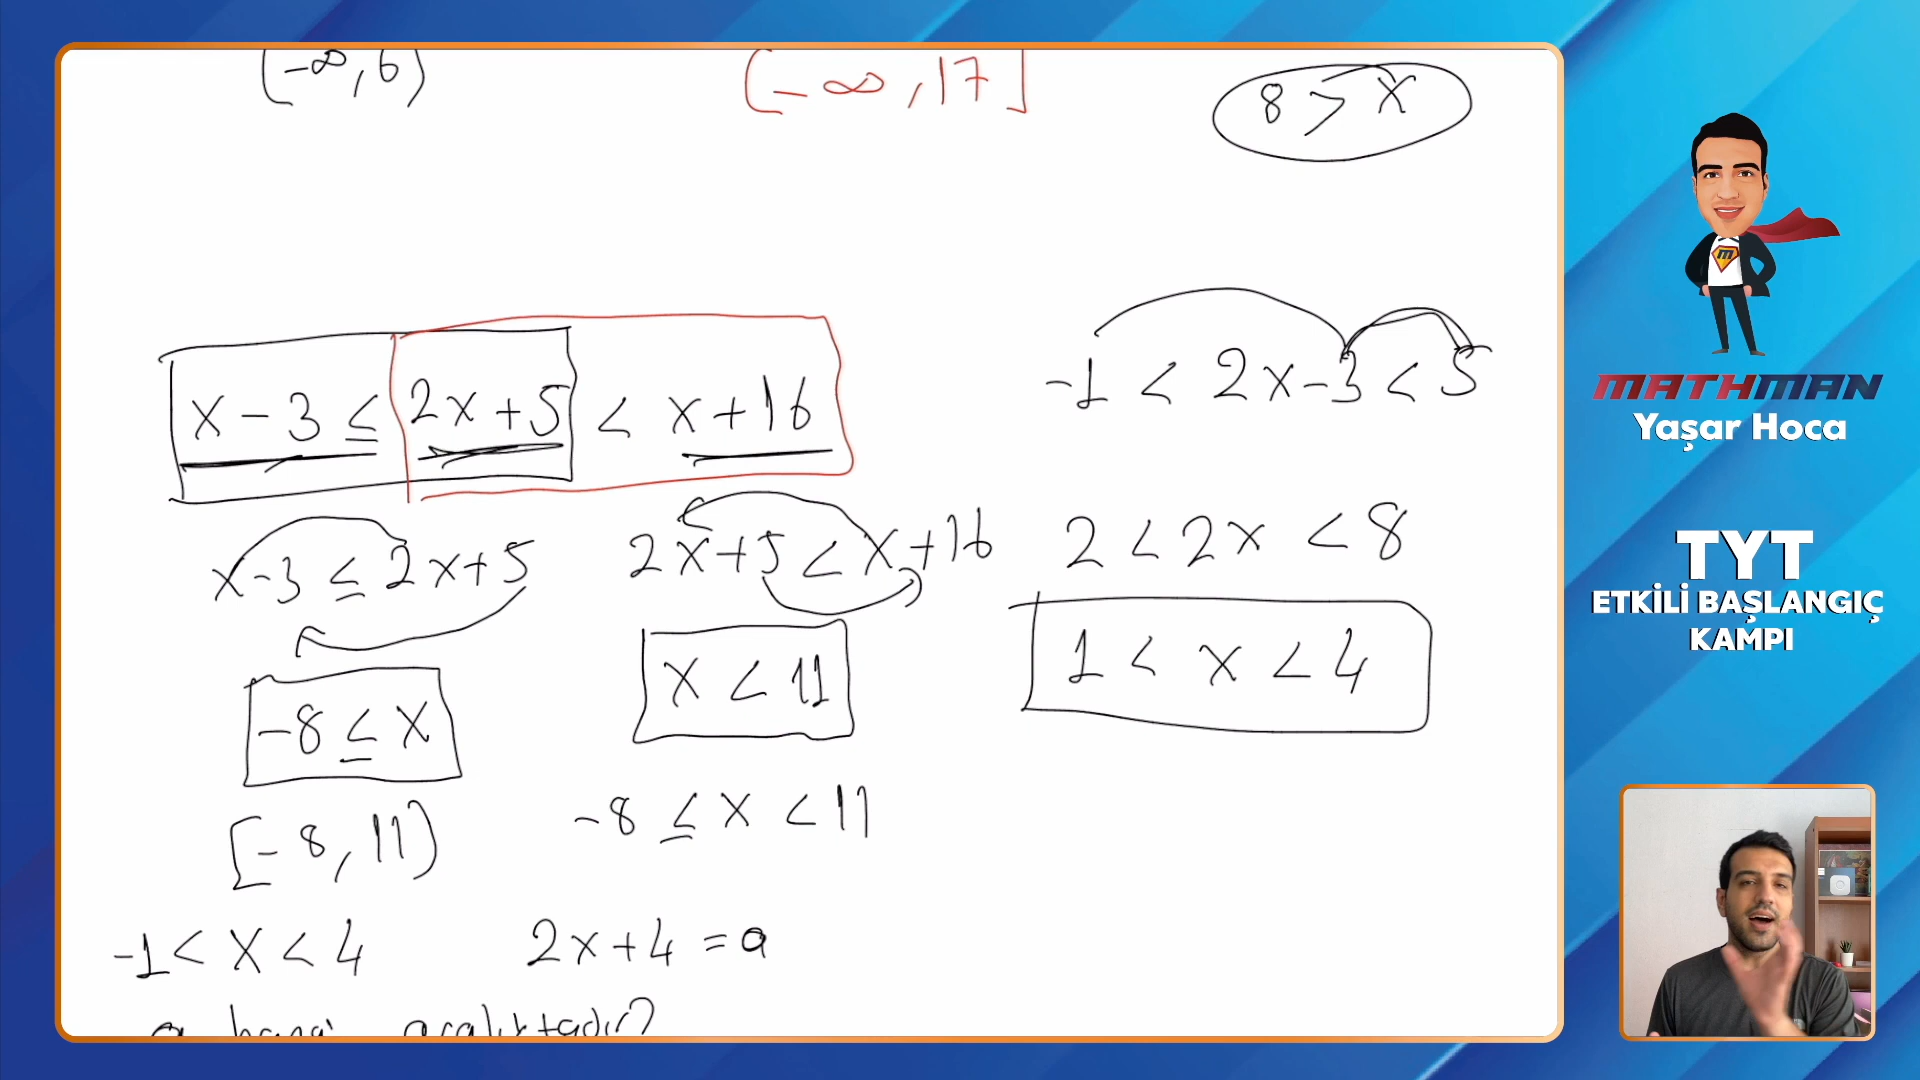 (-∞, 6)
(-∞, 17]
8 > x
x - 3 ≤ 2x + 5 < x + 16
x - 3 ≤ 2x + 5
-8 ≤ x
[-8, 11)
2x + 5 < x + 16
x < 11
-8 ≤ x < 11
-1 < 2x - 3 < 5
2 < 2x < 8
1 < x < 4
-1 < x < 4
2x + 4 = a
a hangi aralıktadır?
m
MATHMAN
Yaşar Hoca
TYT
ETKİLİ BAŞLANGIÇ
KAMPI